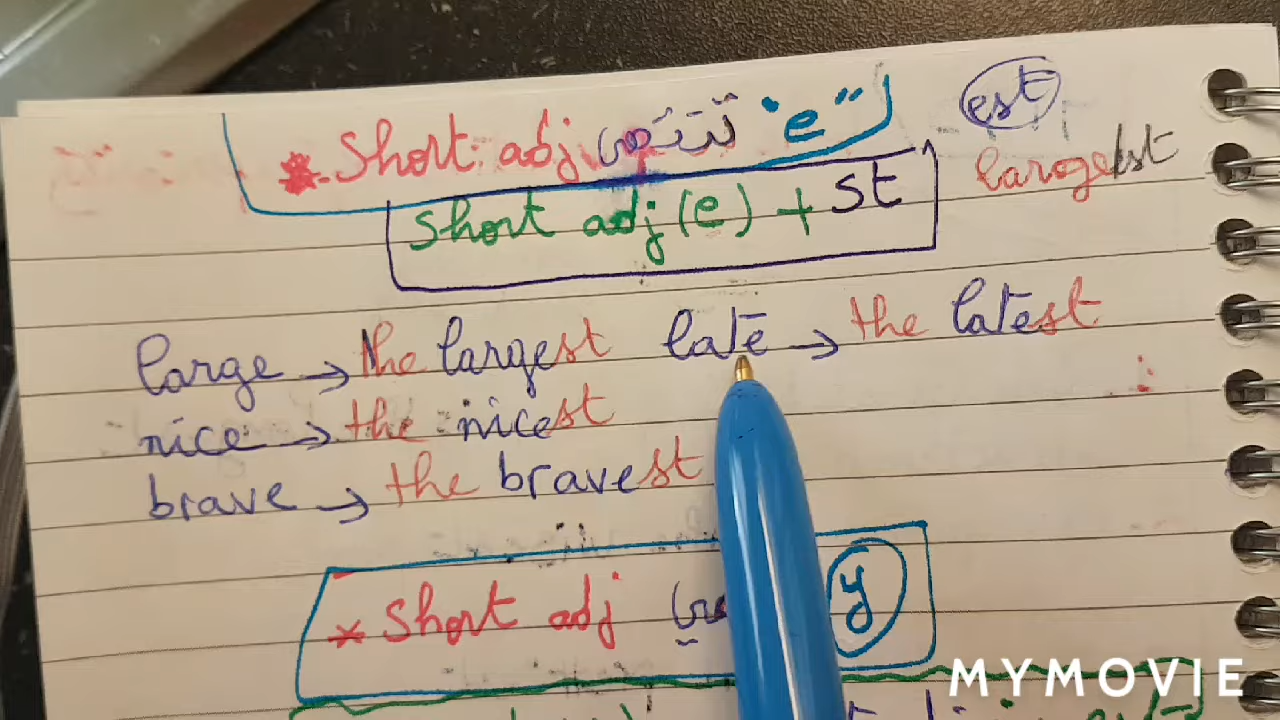 * Short adj تنتهي "e"
est
Short adj (e) + st
largest
large → the largest late → the latest
nice → the nicest
brave → the bravest
* Short adj y
MYMOVIE